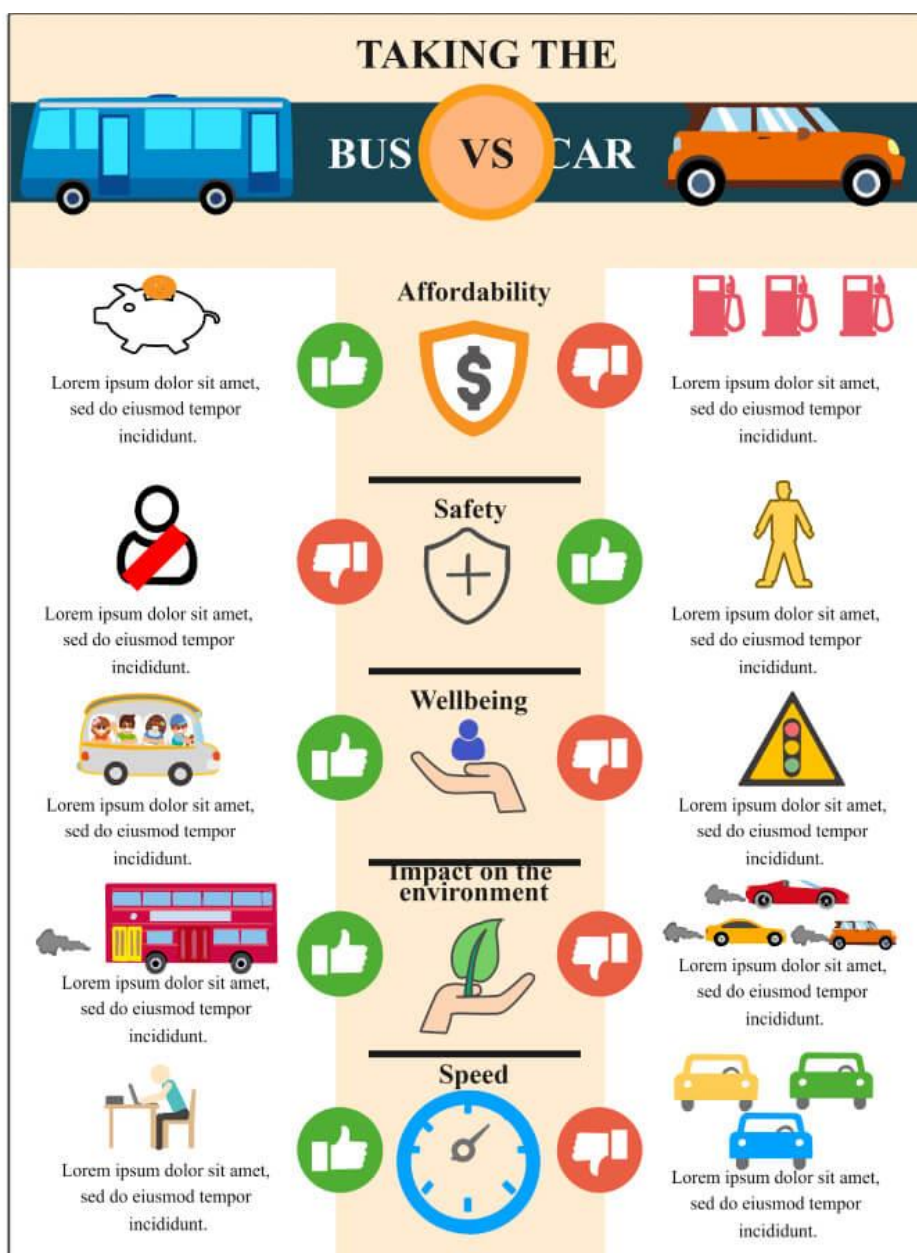 TAKING THE
BUS VS CAR
Affordability
$
Lorem ipsum dolor sit amet,
sed do eiusmod tempor
incididunt.
Lorem ipsum dolor sit amet,
sed do eiusmod tempor
incididunt.
Safety
Lorem ipsum dolor sit amet,
sed do eiusmod tempor
incididunt.
Lorem ipsum dolor sit amet,
sed do eiusmod tempor
incididunt.
Wellbeing
Lorem ipsum dolor sit amet,
sed do eiusmod tempor
incididunt.
Lorem ipsum dolor sit amet,
sed do eiusmod tempor
incididunt.
Impact on the
environment
Lorem ipsum dolor sit amet,
sed do eiusmod tempor
incididunt.
Lorem ipsum dolor sit amet,
sed do eiusmod tempor
incididunt.
Speed
Lorem ipsum dolor sit amet,
sed do eiusmod tempor
incididunt.
Lorem ipsum dolor sit amet,
sed do eiusmod tempor
incididunt.